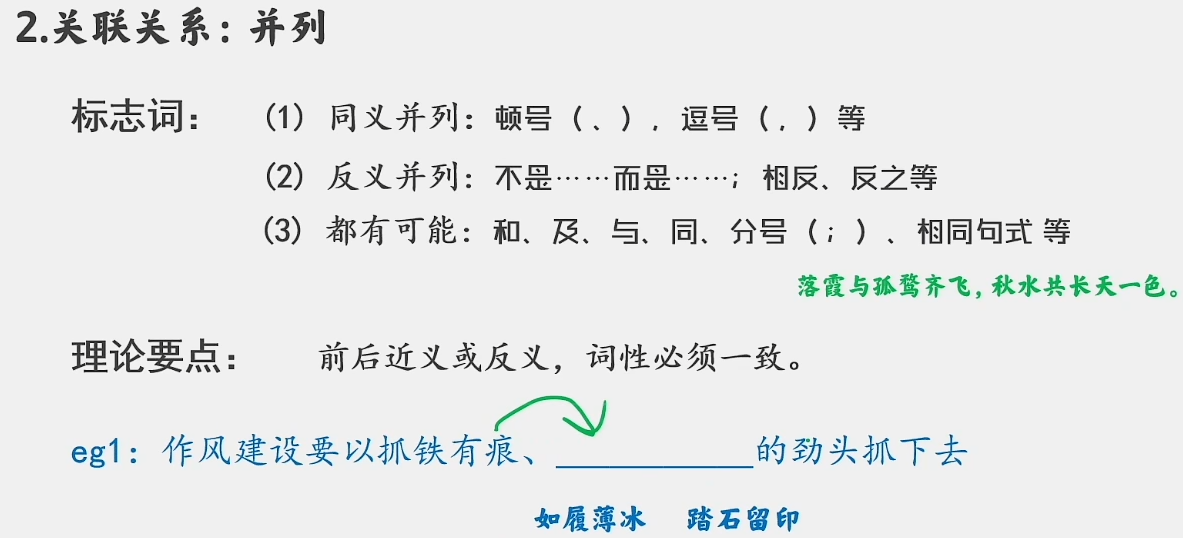 2.关联关系：并列
标志词： (1) 同义并列：顿号（、），逗号（，）等
(2) 反义并列：不是……而是……；相反、反之等
(3) 都有可能：和、及、与、同、分号（；）、相同句式 等
落霞与孤鹜齐飞，秋水共长天一色。
理论要点： 前后近义或反义，词性必须一致。
eg1：作风建设要以抓铁有痕、___________的劲头抓下去
如履薄冰 踏石留印